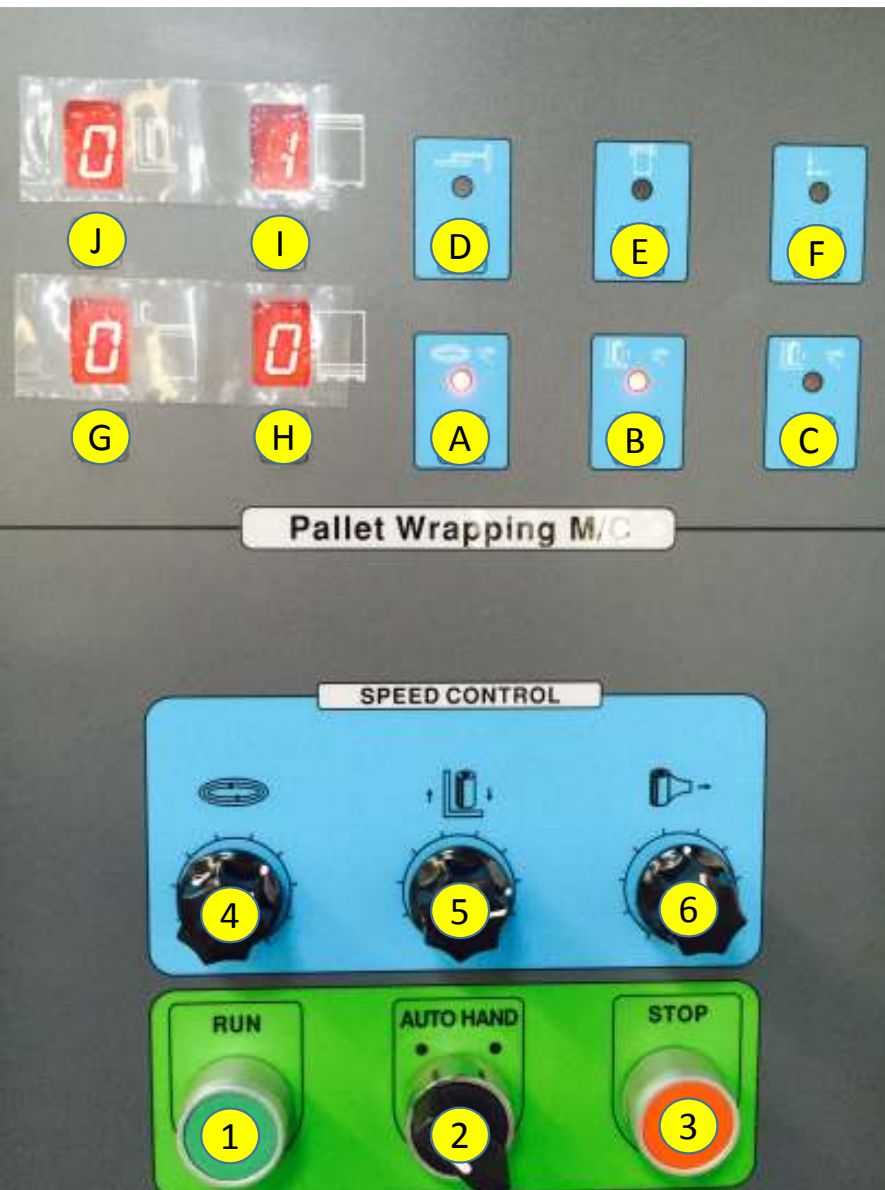 0 1
J I D E F
0 0
G H A B C
Pallet Wrapping M/C
SPEED CONTROL
4 5 6
RUN AUTO HAND STOP
1 2 3